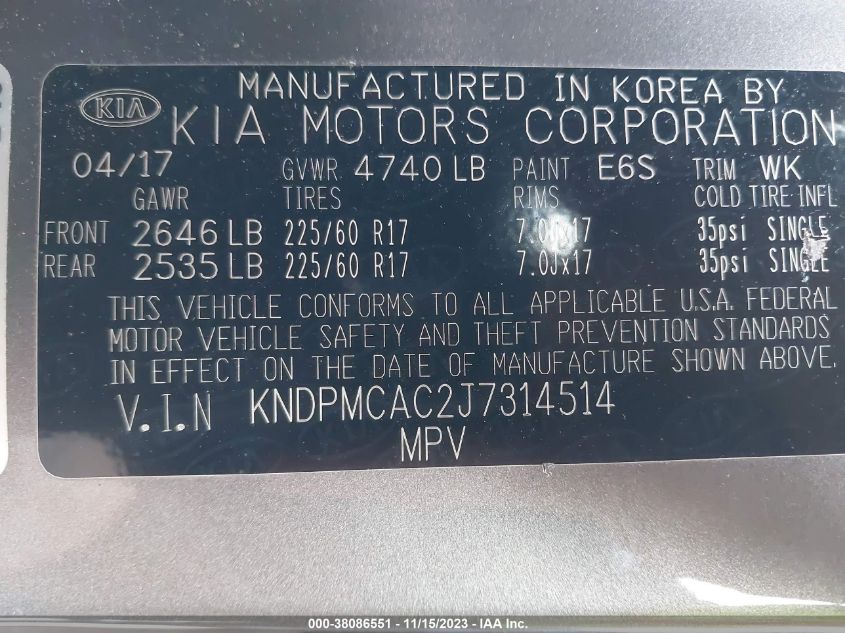 MANUFACTURED IN KOREA BY
KIA KIA MOTORS CORPORATION
04/17 GVWR 4740 LB PAINT E6S TRIM WK
GAWR TIRES RIMS COLD TIRE INFL
FRONT 2646 LB 225/60 R17 7.0Jx17 35psi SINGLE
REAR 2535 LB 225/60 R17 7.0Jx17 35psi SINGLE
THIS VEHICLE CONFORMS TO ALL APPLICABLE U.S.A. FEDERAL
MOTOR VEHICLE SAFETY AND THEFT PREVENTION STANDARDS
IN EFFECT ON THE DATE OF MANUFACTURE SHOWN ABOVE.
V.I.N KNDPMCAC2J7314514
MPV
000-38086551 - 11/15/2023 - IAA Inc.